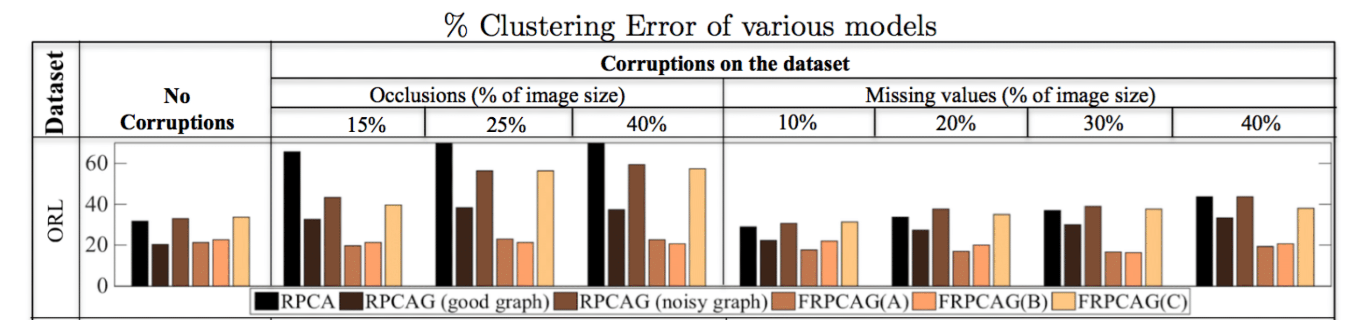 % Clustering Error of various models
Dataset
No Corruptions
Corruptions on the dataset
Occlusions (% of image size)
Missing values (% of image size)
15% 25% 40% 10% 20% 30% 40%
ORL
60
40
20
0
RPCA RPCAG (good graph) RPCAG (noisy graph) FRPCAG(A) FRPCAG(B) FRPCAG(C)